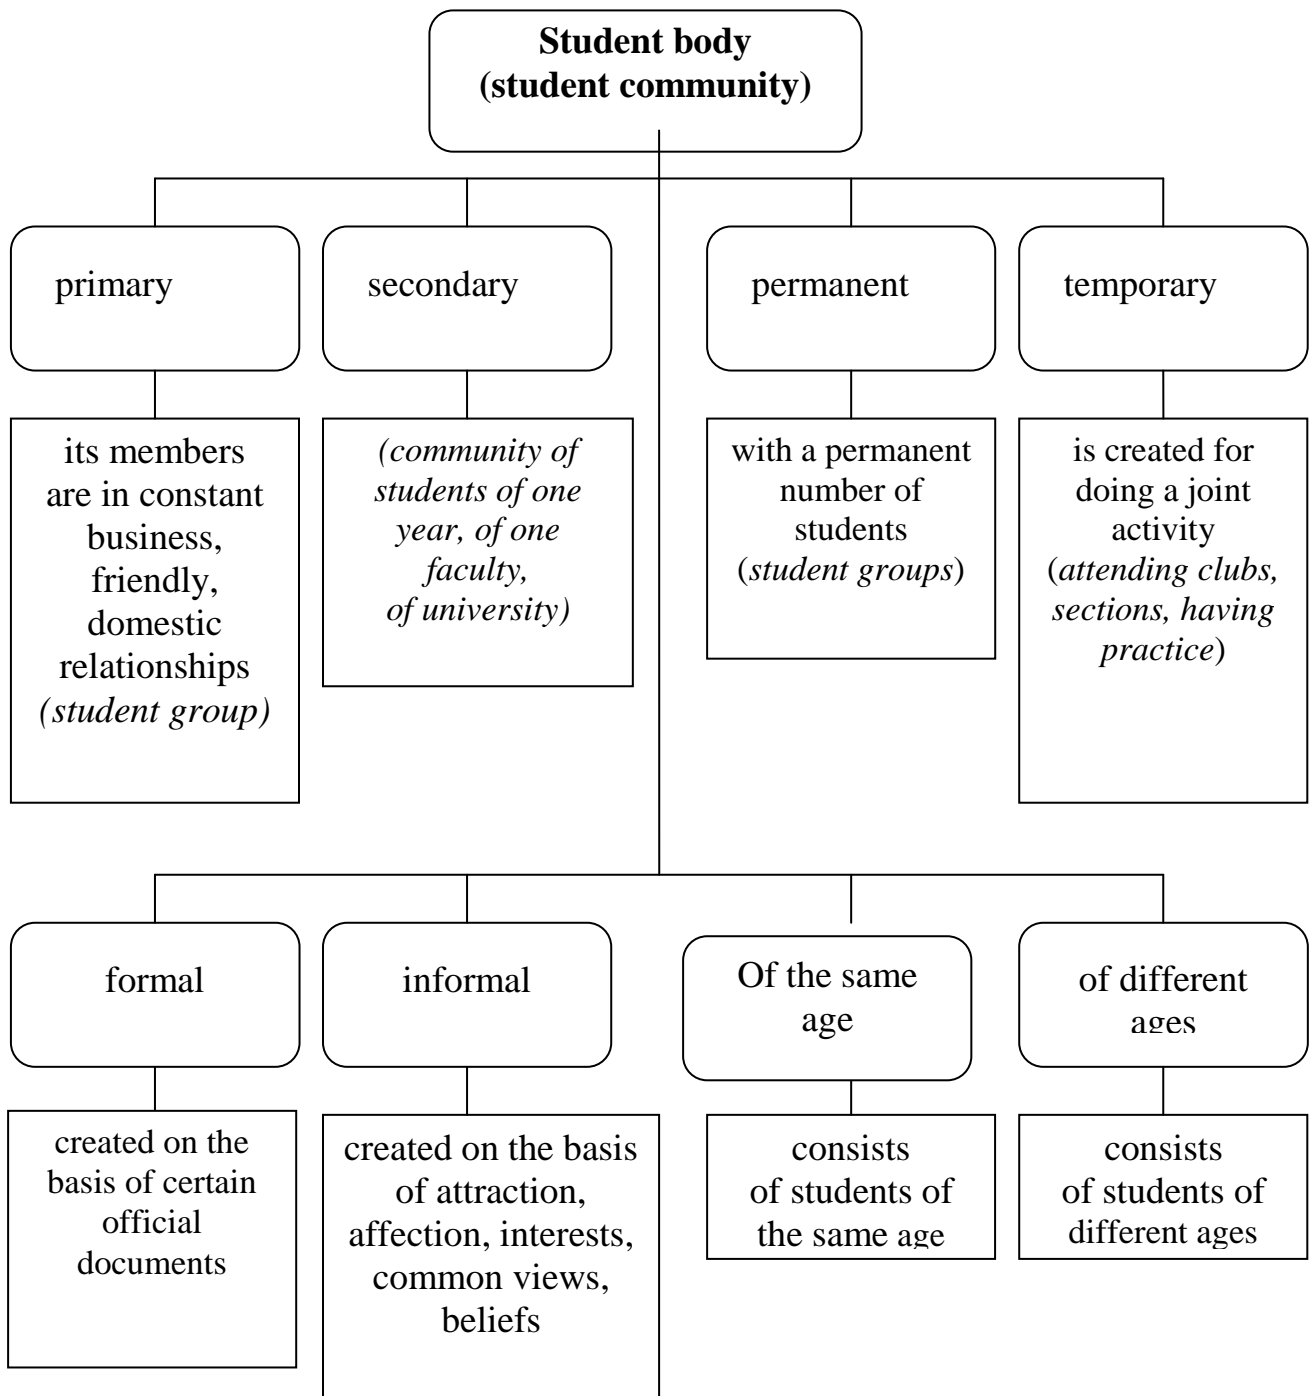 Student body
(student community)
primary
secondary
permanent
temporary
its members
are in constant
business,
friendly,
domestic
relationships
(student group)
(community of
students of one
year, of one
faculty,
of university)
with a permanent
number of
students
(student groups)
is created for
doing a joint
activity
(attending clubs,
sections, having
practice)
formal
informal
Of the same
age
of different
ages
created on the
basis of certain
official
documents
created on the basis
of attraction,
affection, interests,
common views,
beliefs
consists
of students of
the same age
consists
of students of
different ages